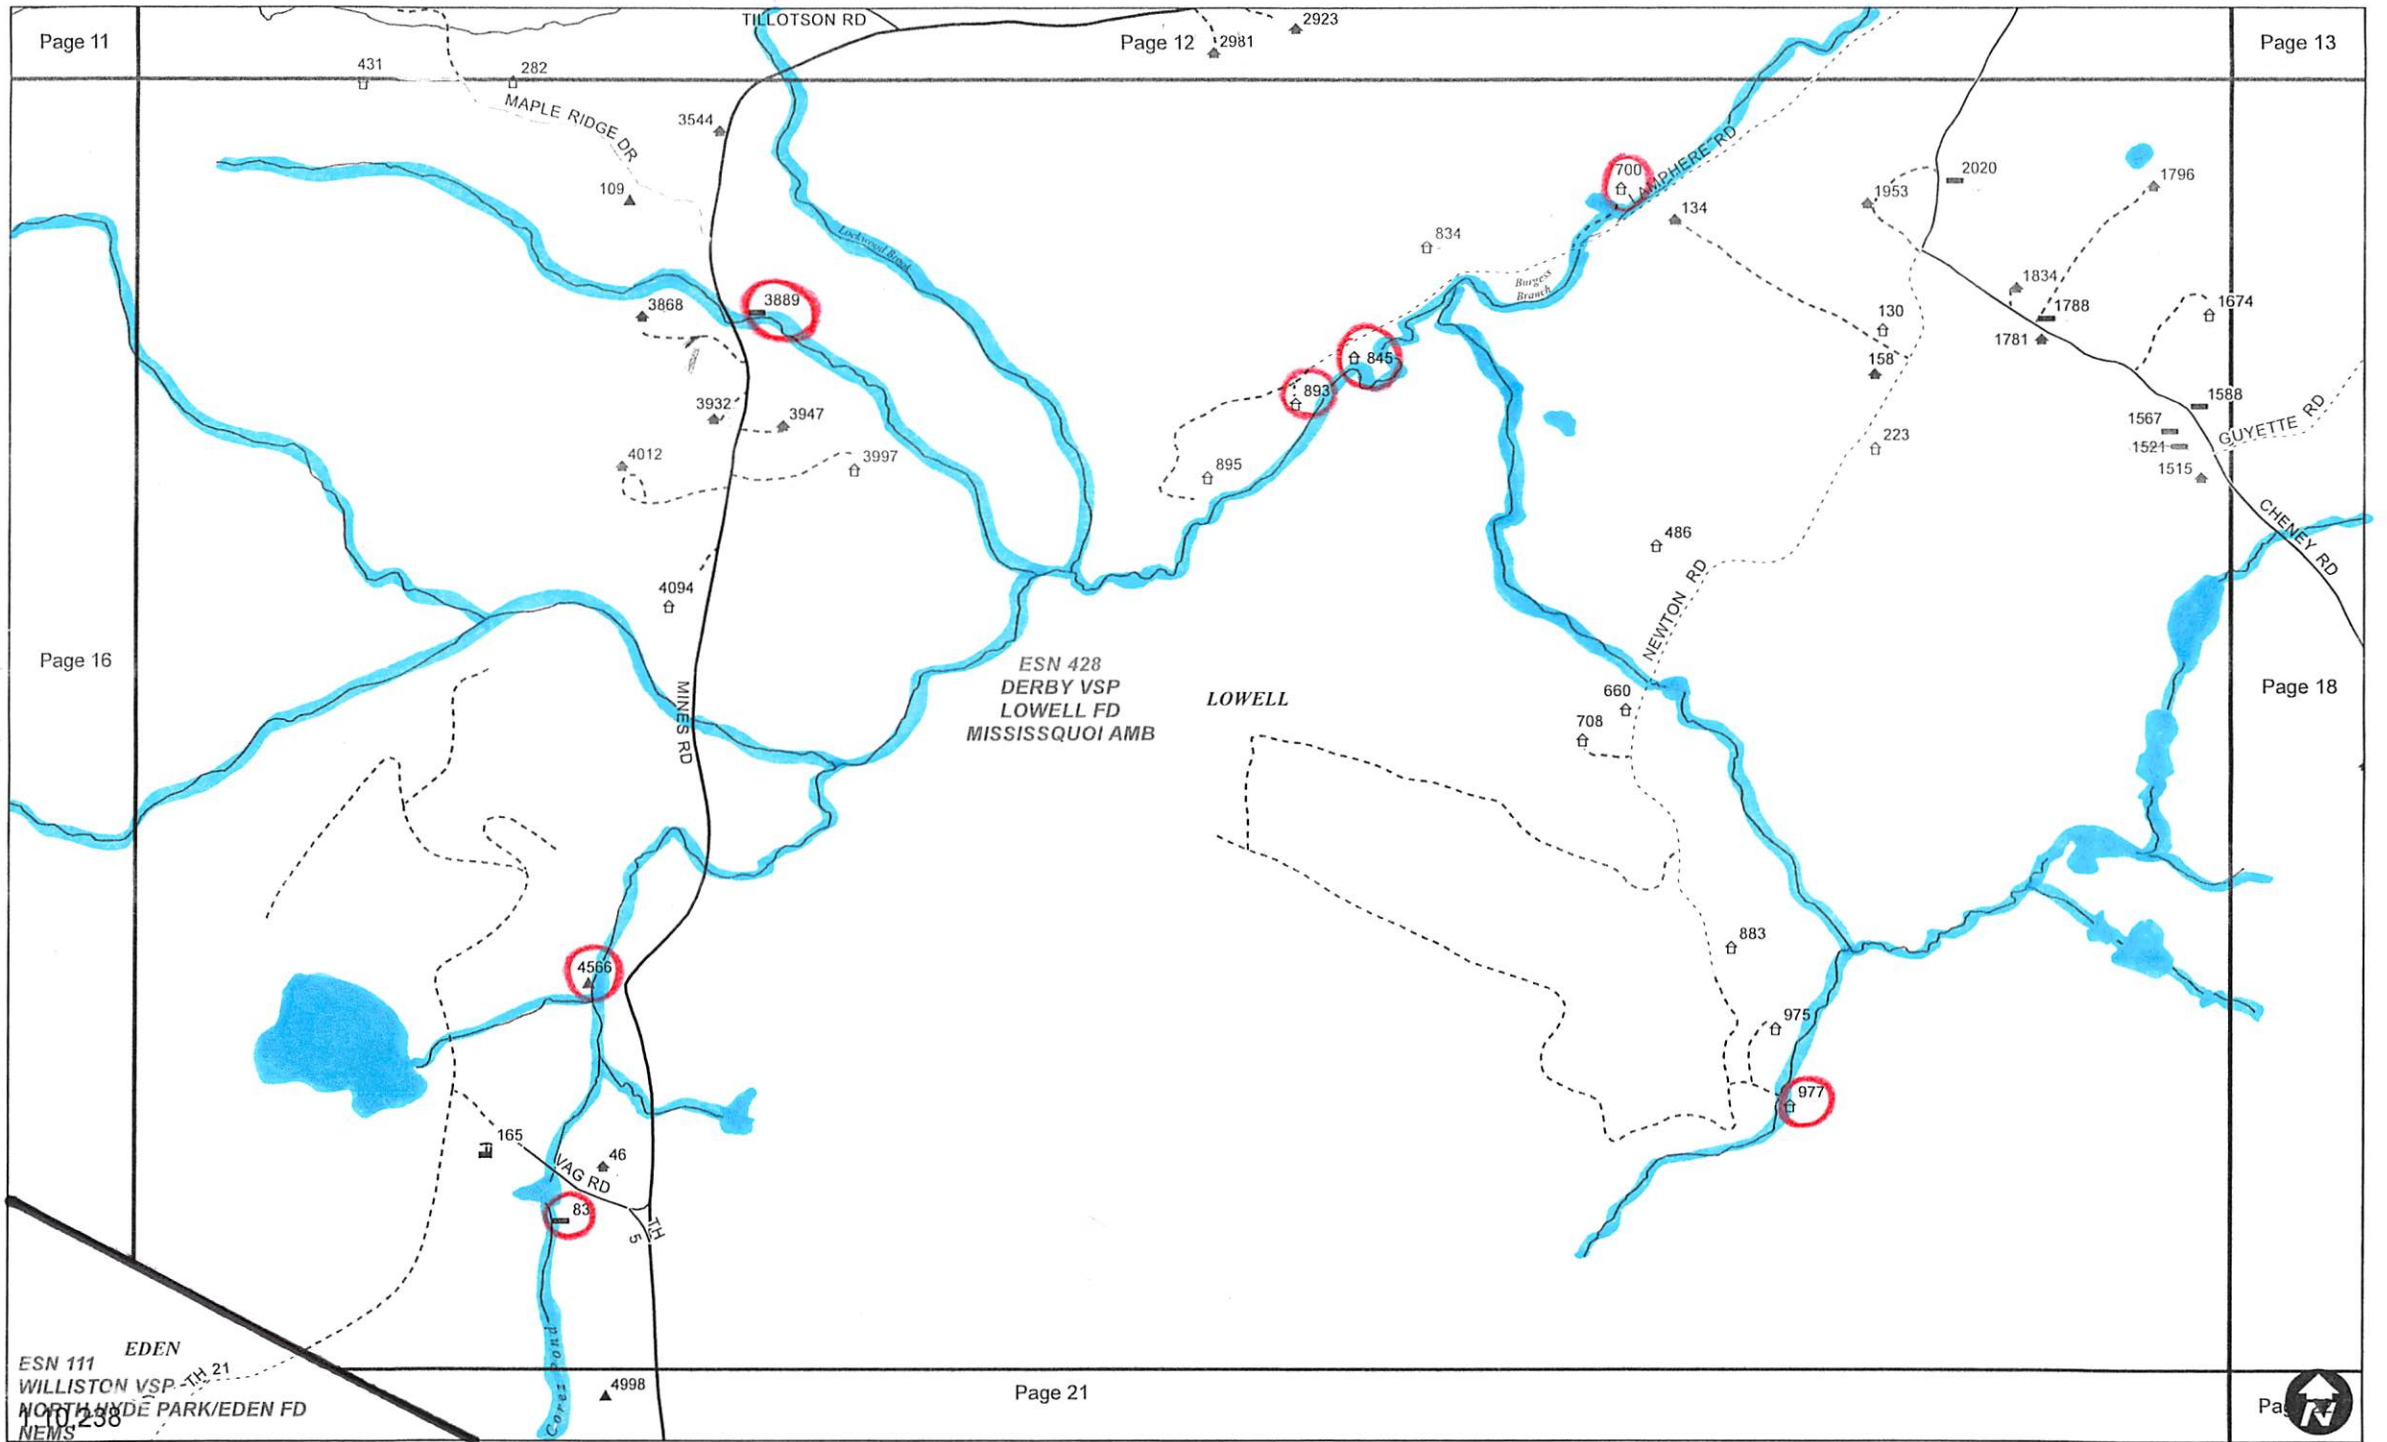 TILLOTSON RD
2923
Page 11
Page 12
2981
Page 13
431
282
MAPLE RIDGE DR
3544
LAMPHERE RD
700
2020
1953
1796
109
134
834
Lockwood Brook
Burgess
Branch
1834
3889
3868
1788
1674
130
1781
845
158
893
1588
3932
3947
1567
GUYETTE RD
223
1521
4012
3997
895
1515
CHENEY RD
486
4094
NEWTON RD
Page 16
ESN 428
DERBY VSP
LOWELL FD
MISSISSQUOI AMB
LOWELL
Page 18
660
708
MINES RD
883
4566
975
977
165
46
VAG RD
83
TH 5
EDEN
ESN 111
WILLISTON VSP
TH 21
NORTH HYDE PARK/EDEN FD
1:10,238
NEMS
4998
Page 21
N